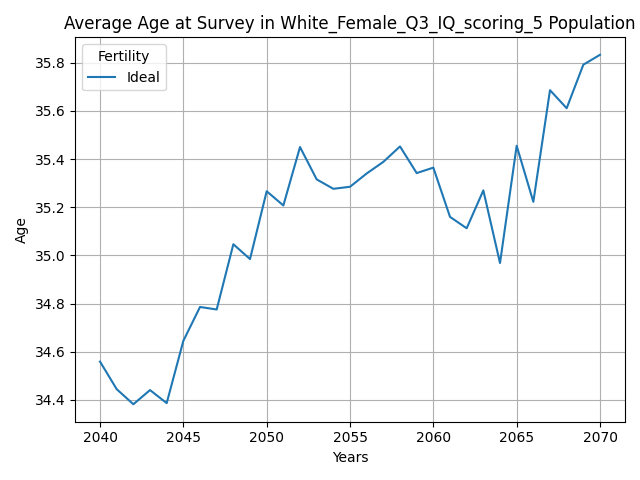 Average Age at Survey in White_Female_Q3_IQ_scoring_5 Population
Fertility
Ideal
35.8
35.6
35.4
35.2
35.0
34.8
34.6
34.4
Age
2040 2045 2050 2055 2060 2065 2070
Years